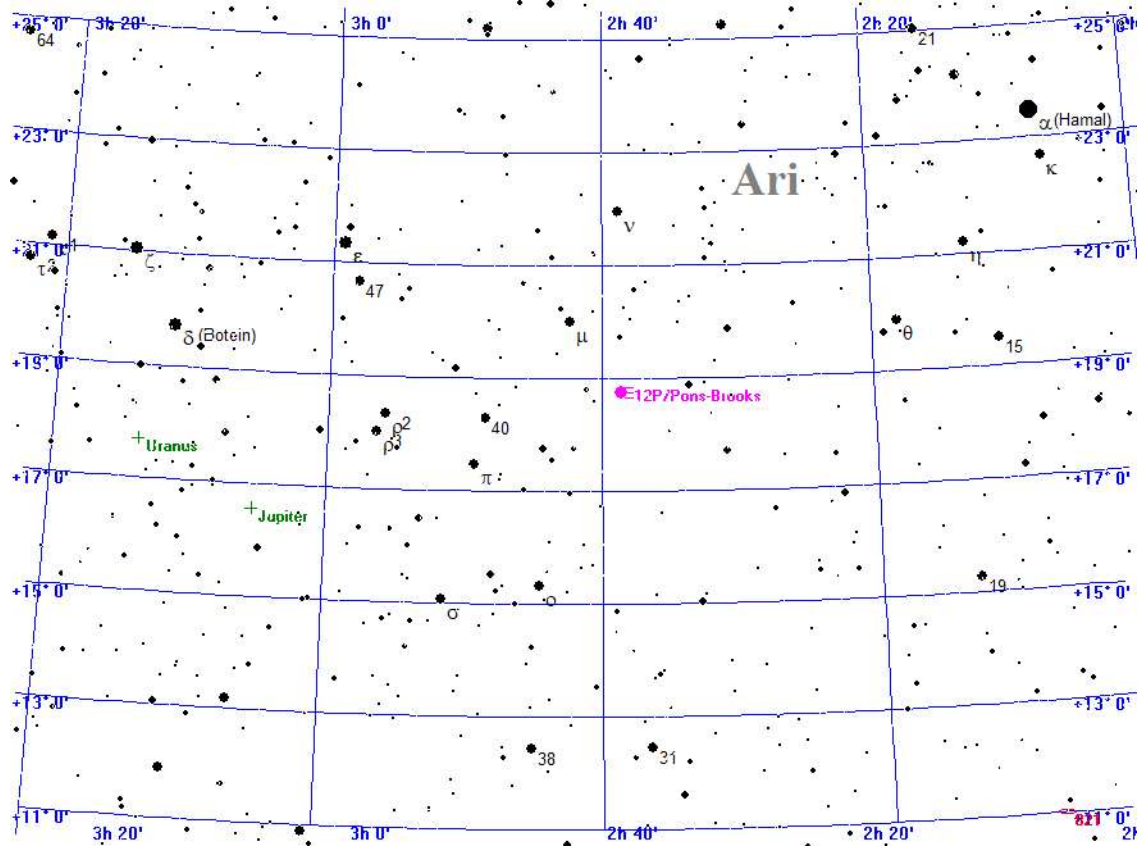 +25° 0'
3h 20'
3h 0'
2h 40'
2h 20'
+25° 0'
64
21
α (Hamal)
+23° 0'
+23° 0'
κ
Ari
ν
η
+21° 0'
+21° 0'
ζ
ε
47
δ (Botein)
μ
θ
15
+19° 0'
+19° 0'
12P/Pons-Brooks
ρ2
40
ρ3
Uranus
π
+17° 0'
+17° 0'
Jupiter
+15° 0'
σ
ο
19
+15° 0'
+13° 0'
+13° 0'
38
31
+11° 0'
3h 20'
3h 0'
2h 40'
2h 20'